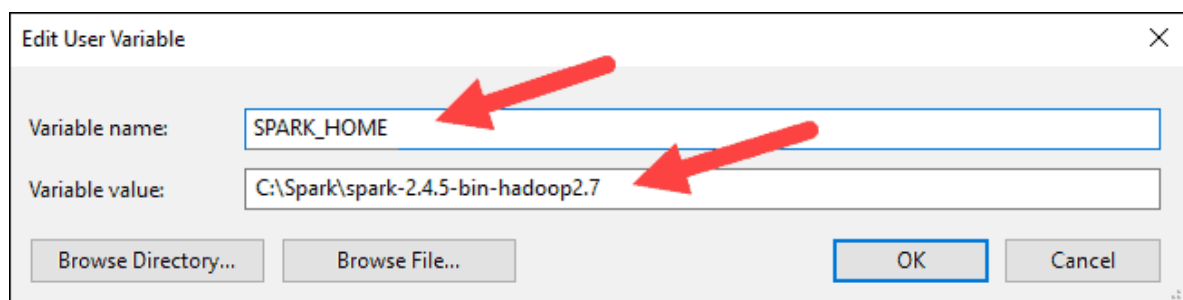 Edit User Variable
Variable name: SPARK_HOME
Variable value: C:\Spark\spark-2.4.5-bin-hadoop2.7
Browse Directory... Browse File... OK Cancel